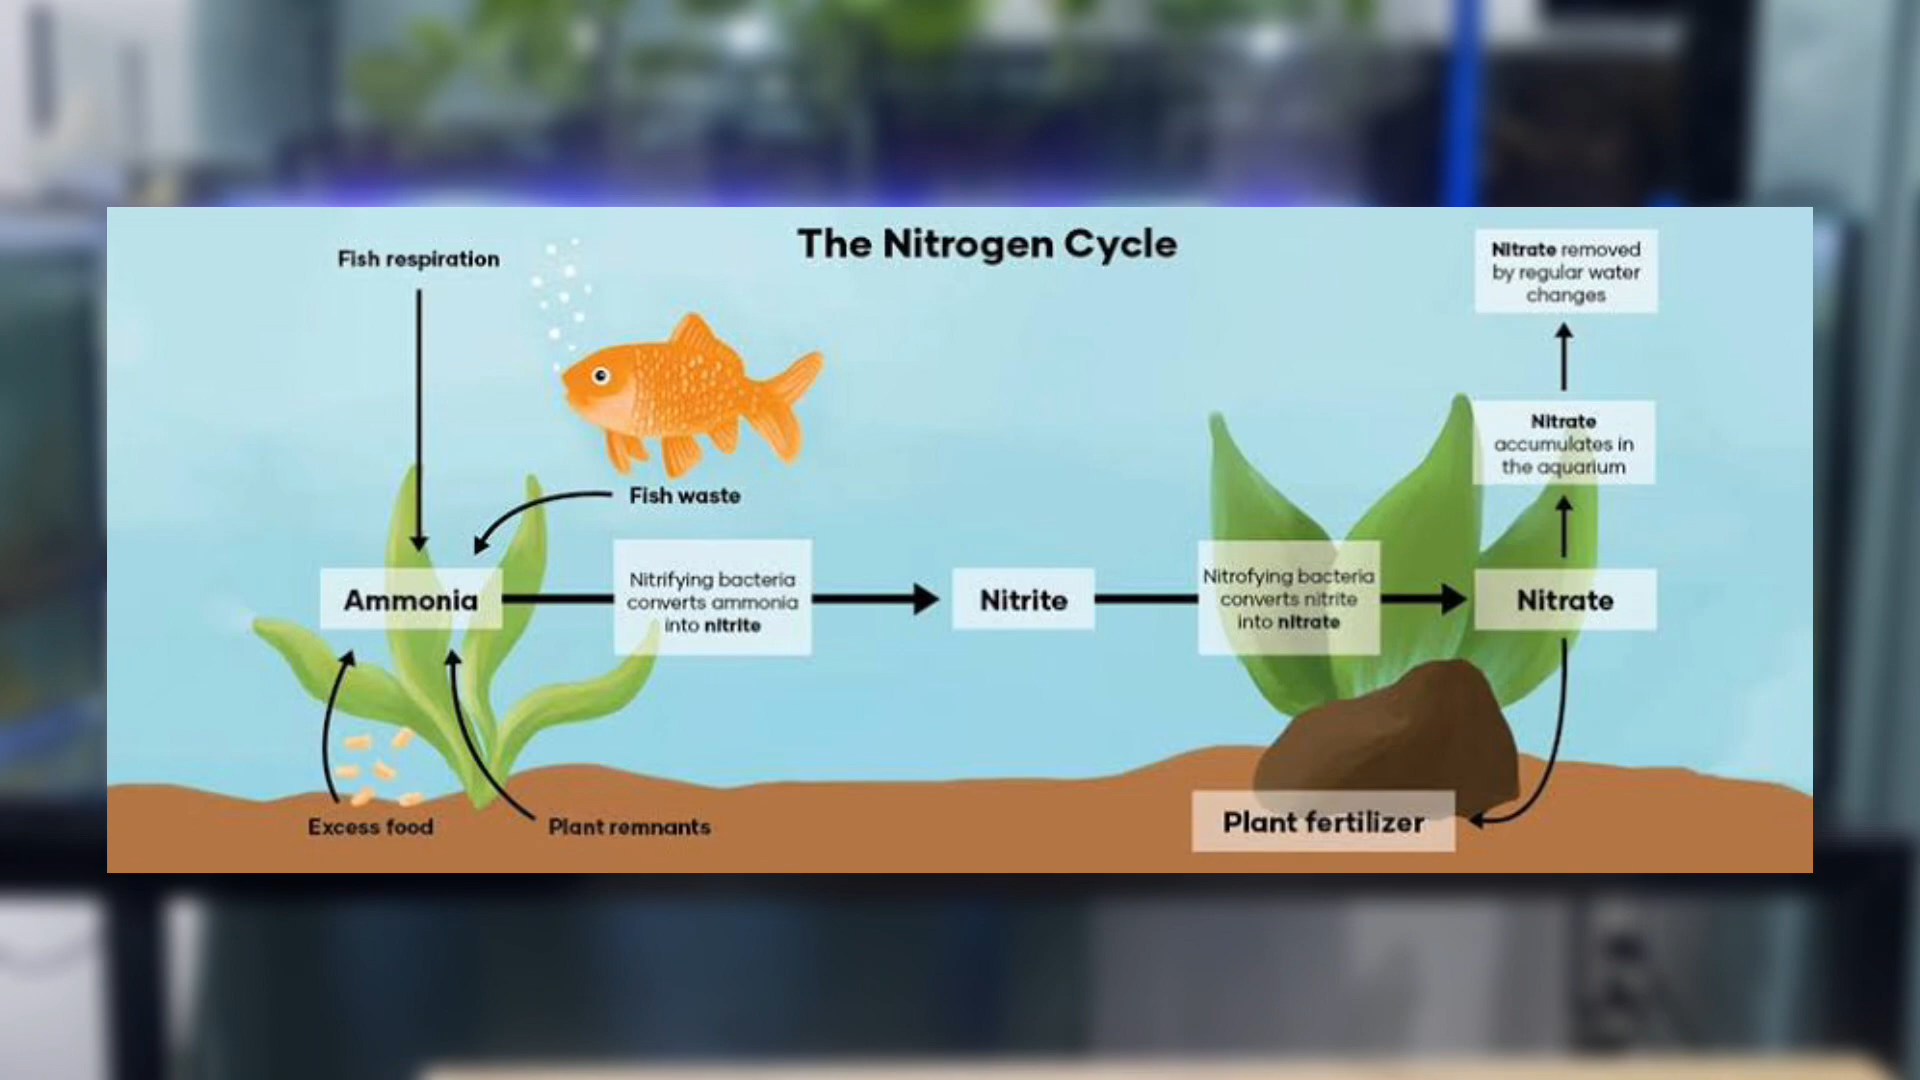 The Nitrogen Cycle
Fish respiration
Fish waste
Ammonia
Excess food
Plant remnants
Nitrifying bacteria
converts ammonia
into nitrite
Nitrite
Nitrofying bacteria
converts nitrite
into nitrate
Nitrate
Nitrate
accumulates in
the aquarium
Nitrate removed
by regular water
changes
Plant fertilizer